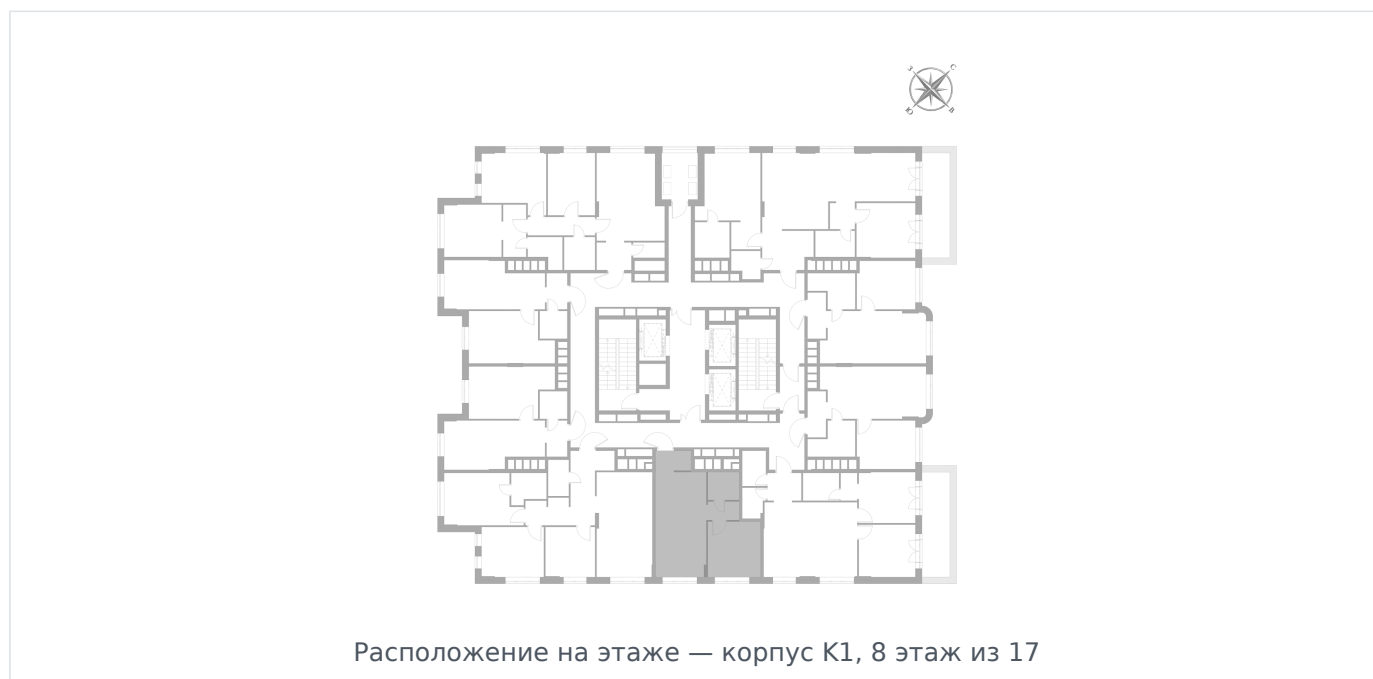 З С
Ю В
Расположение на этаже — корпус К1, 8 этаж из 17